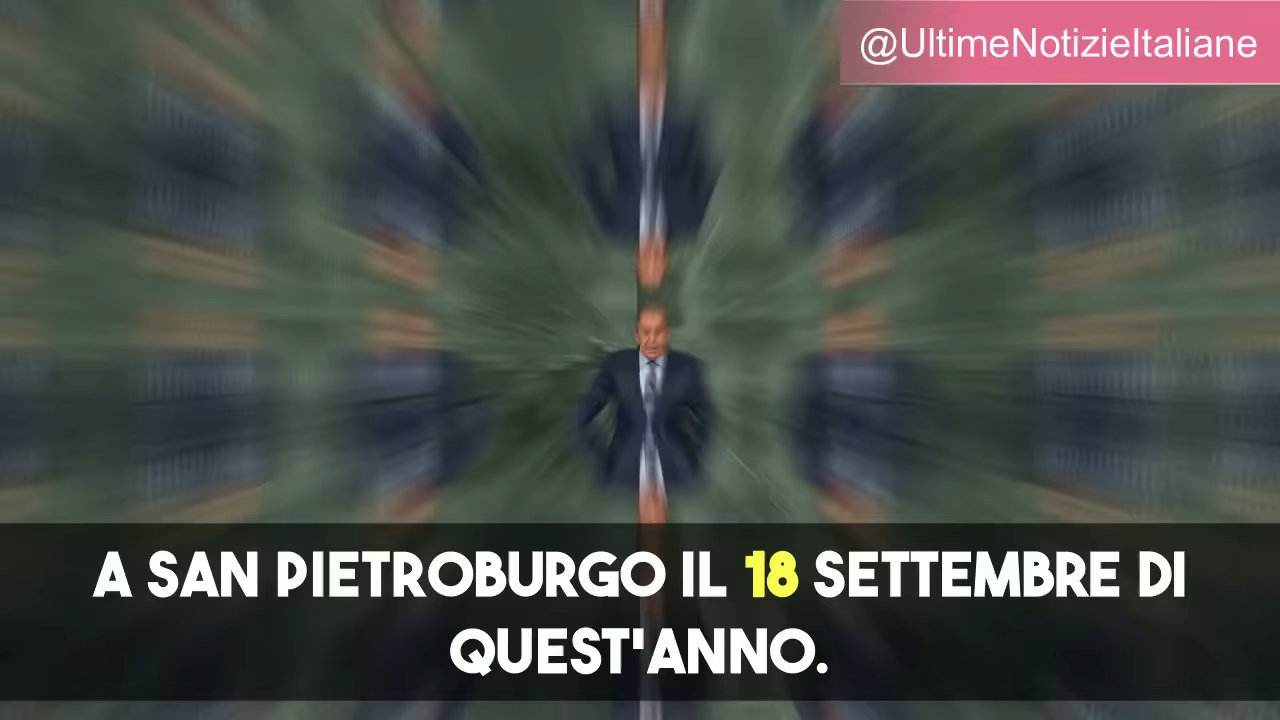 @UltimeNotizieItaliane
A SAN PIETROBURGO IL 18 SETTEMBRE DI
QUEST'ANNO.